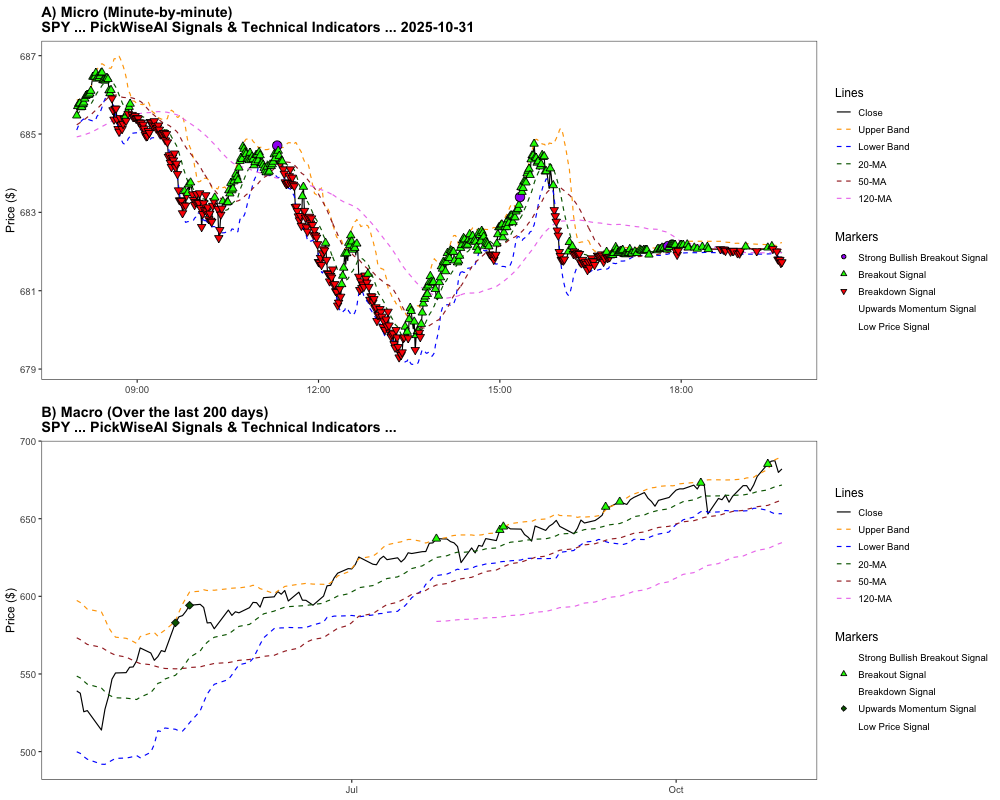 A) Micro (Minute-by-minute)
SPY ... PickWiseAI Signals & Technical Indicators ... 2025-10-31
Price ($)
687
685
683
681
679
09:00
12:00
15:00
18:00
Lines
Close
Upper Band
Lower Band
20-MA
50-MA
120-MA
Markers
Strong Bullish Breakout Signal
Breakout Signal
Breakdown Signal
Upwards Momentum Signal
Low Price Signal
B) Macro (Over the last 200 days)
SPY ... PickWiseAI Signals & Technical Indicators ...
Price ($)
700
650
600
550
500
Jul
Oct
Lines
Close
Upper Band
Lower Band
20-MA
50-MA
120-MA
Markers
Strong Bullish Breakout Signal
Breakout Signal
Breakdown Signal
Upwards Momentum Signal
Low Price Signal